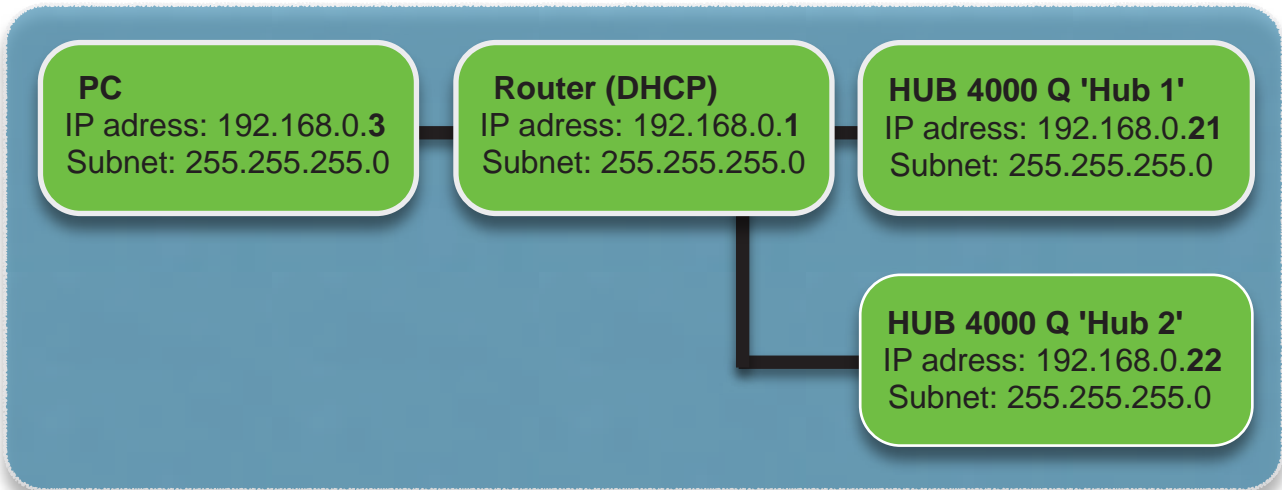 PC
IP adress: 192.168.0.3
Subnet: 255.255.255.0
Router (DHCP)
IP adress: 192.168.0.1
Subnet: 255.255.255.0
HUB 4000 Q 'Hub 1'
IP adress: 192.168.0.21
Subnet: 255.255.255.0
HUB 4000 Q 'Hub 2'
IP adress: 192.168.0.22
Subnet: 255.255.255.0